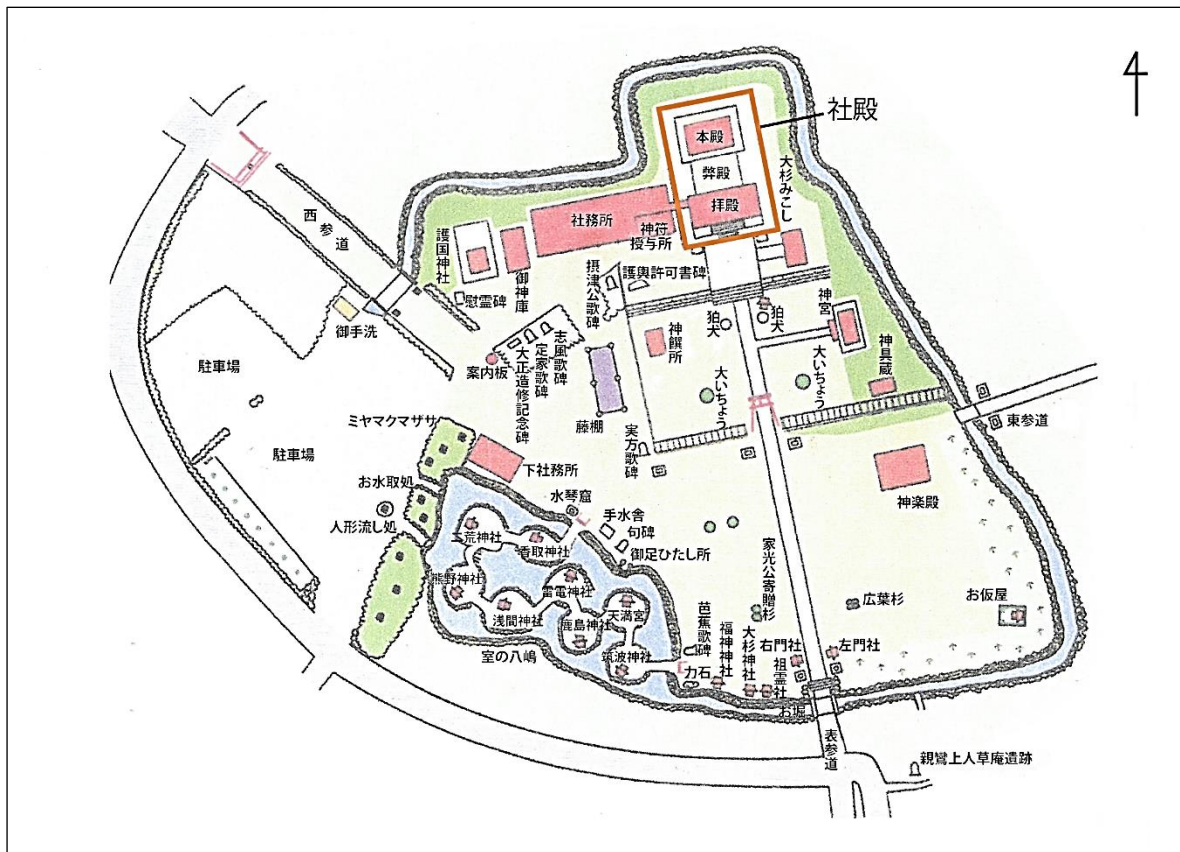 社殿
本殿
弊殿
拝殿
大杉みこし
社務所
神符
授与所
西参道
護国神社
御神庫
慰霊碑
御手洗
摂津公歌碑
護輿許可書碑
狛犬
狛犬
神宮
神饌所
神具蔵
大いちょう
大いちょう
志風歌碑
定家歌碑
大正造修記念碑
案内板
藤棚
実方歌碑
東参道
駐車場
駐車場
ミヤマクマザサ
下社務所
お水取処
人形流し処
水琴窟
手水舎
句碑
御足ひたし所
神楽殿
二荒神社
香取神社
熊野神社
雷電神社
浅間神社
鹿島神社
天満宮
筑波神社
室の八嶋
芭蕉歌碑
力石
福神神社
大杉神社
祖霊社
右門社
左門社
家光公寄贈杉
広葉杉
お仮屋
お堀
表参道
親鸞上人草庵遺跡